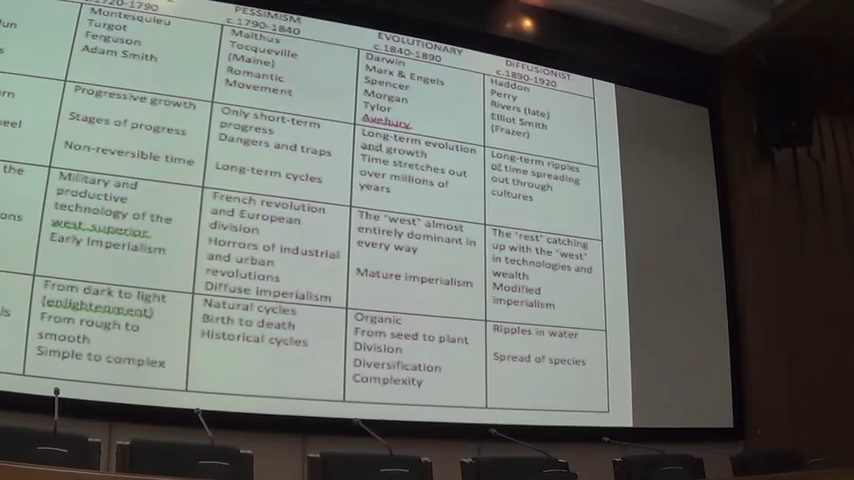 c.1720-1790
Montesquieu
Turgot
Ferguson
Adam Smith
PESSIMISM
c.1790-1840
Malthus
Tocqueville
(Maine)
Romantic
Movement
EVOLUTIONARY
c.1840-1890
Darwin
Marx & Engels
Spencer
Morgan
Tylor
Avebury
DIFFUSIONIST
c.1890-1920
Haddon
Perry
Rivers (late)
Elliot Smith
(Frazer)
Progressive growth
Stages of progress
Non-reversible time
Only short-term
progress
Dangers and traps
Long-term cycles
Long-term evolution
and growth
Time stretches out
over millions of
years
Long-term ripples
of time spreading
out through
cultures
the
Military and
productive
technology of the
west superior
Early Imperialism
French revolution
and European
division
Horrors of industrial
and urban
revolutions
Diffuse imperialism
The "west" almost
entirely dominant in
every way
Mature imperialism
The "rest" catching
up with the "west"
in technologies and
wealth
Modified
imperialism
From dark to light
(enlightenment)
From rough to
smooth
Simple to complex
Natural cycles
Birth to death
Historical cycles
Organic
From seed to plant
Division
Diversification
Complexity
Ripples in water
Spread of species